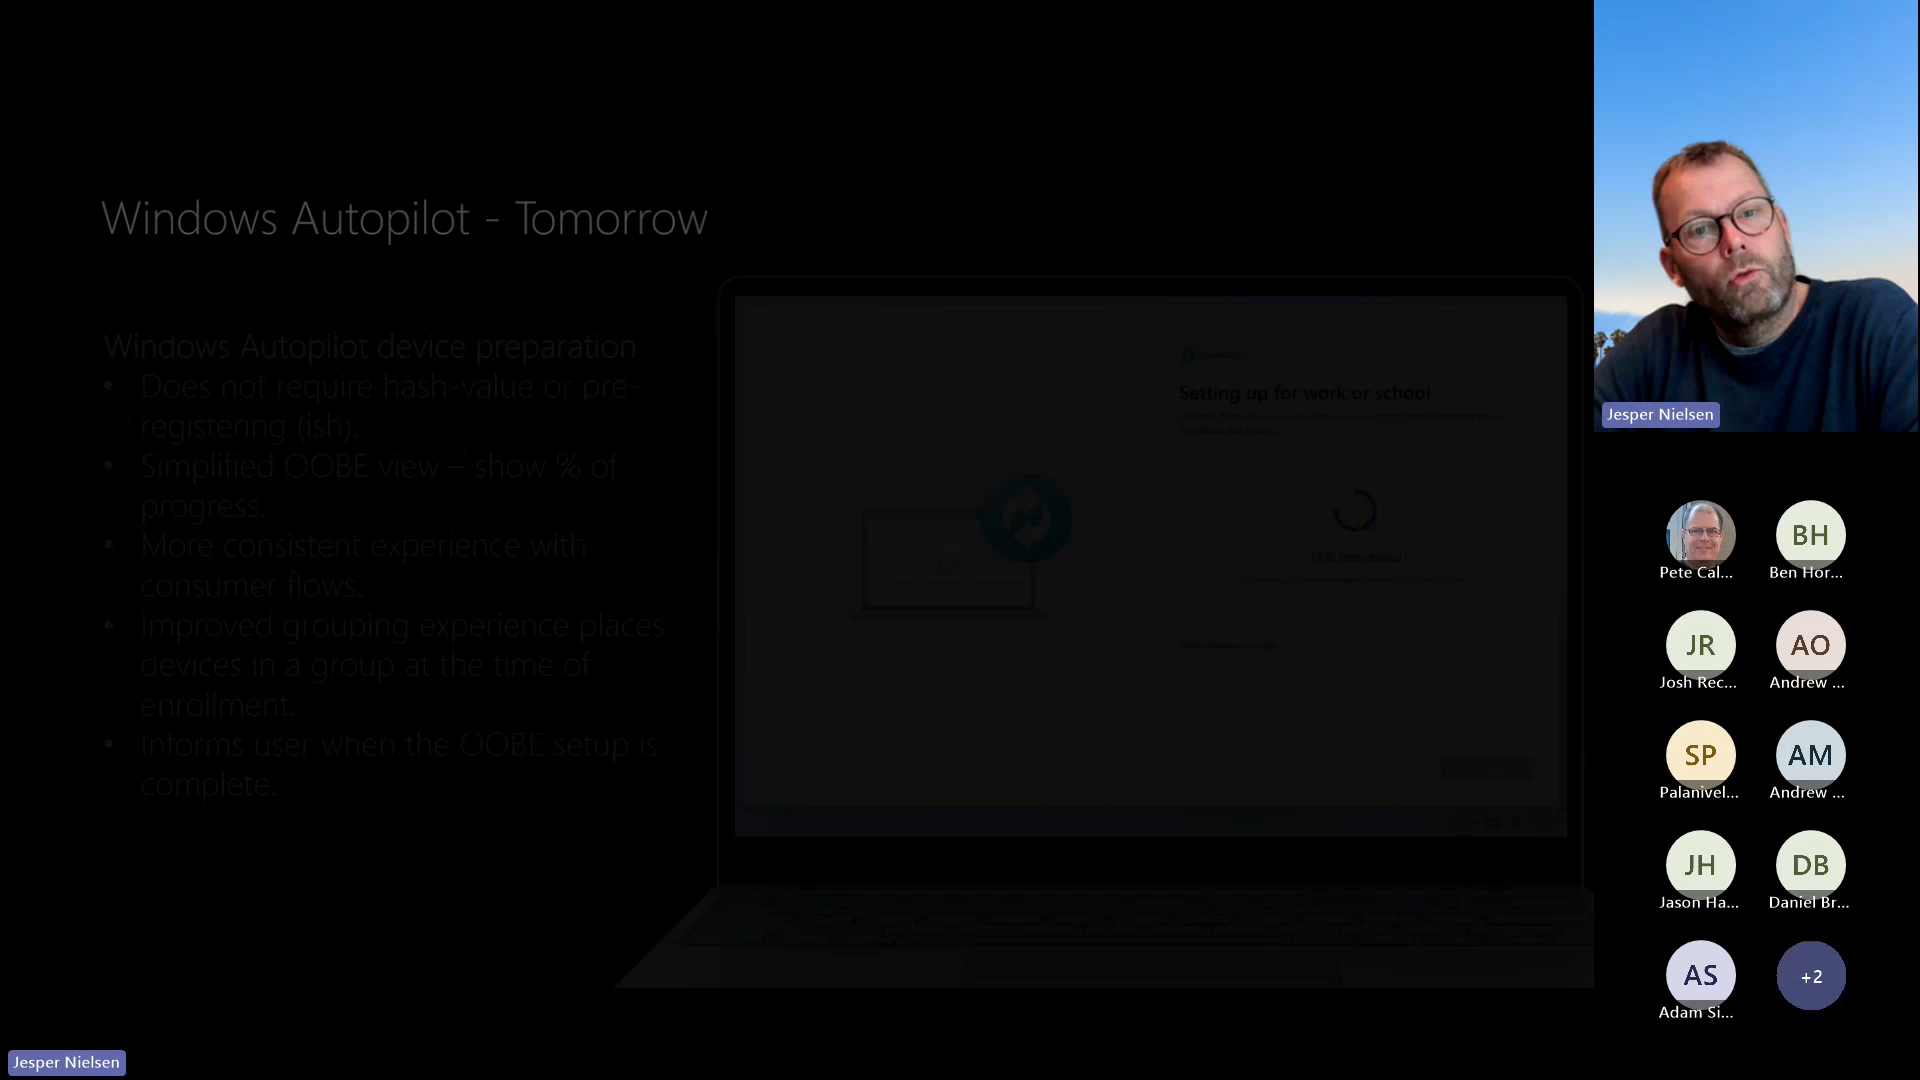 Windows Autopilot - Tomorrow
Windows Autopilot device preparation
• Does not require hash-value or pre-
registering (ish).
• Simplified OOBE view – show % of
progress.
• More consistent experience with
consumer flows.
• Improved grouping experience places
devices in a group at the time of
enrollment.
• Informs user when the OOBE setup is
complete.
Setting up for work or school
Jesper Nielsen
Pete Cal...
BH
Ben Hor...
JR
Josh Rec...
AO
Andrew ...
SP
Palanivel...
AM
Andrew ...
JH
Jason Ha...
DB
Daniel Br...
AS
Adam Si...
+2
Jesper Nielsen